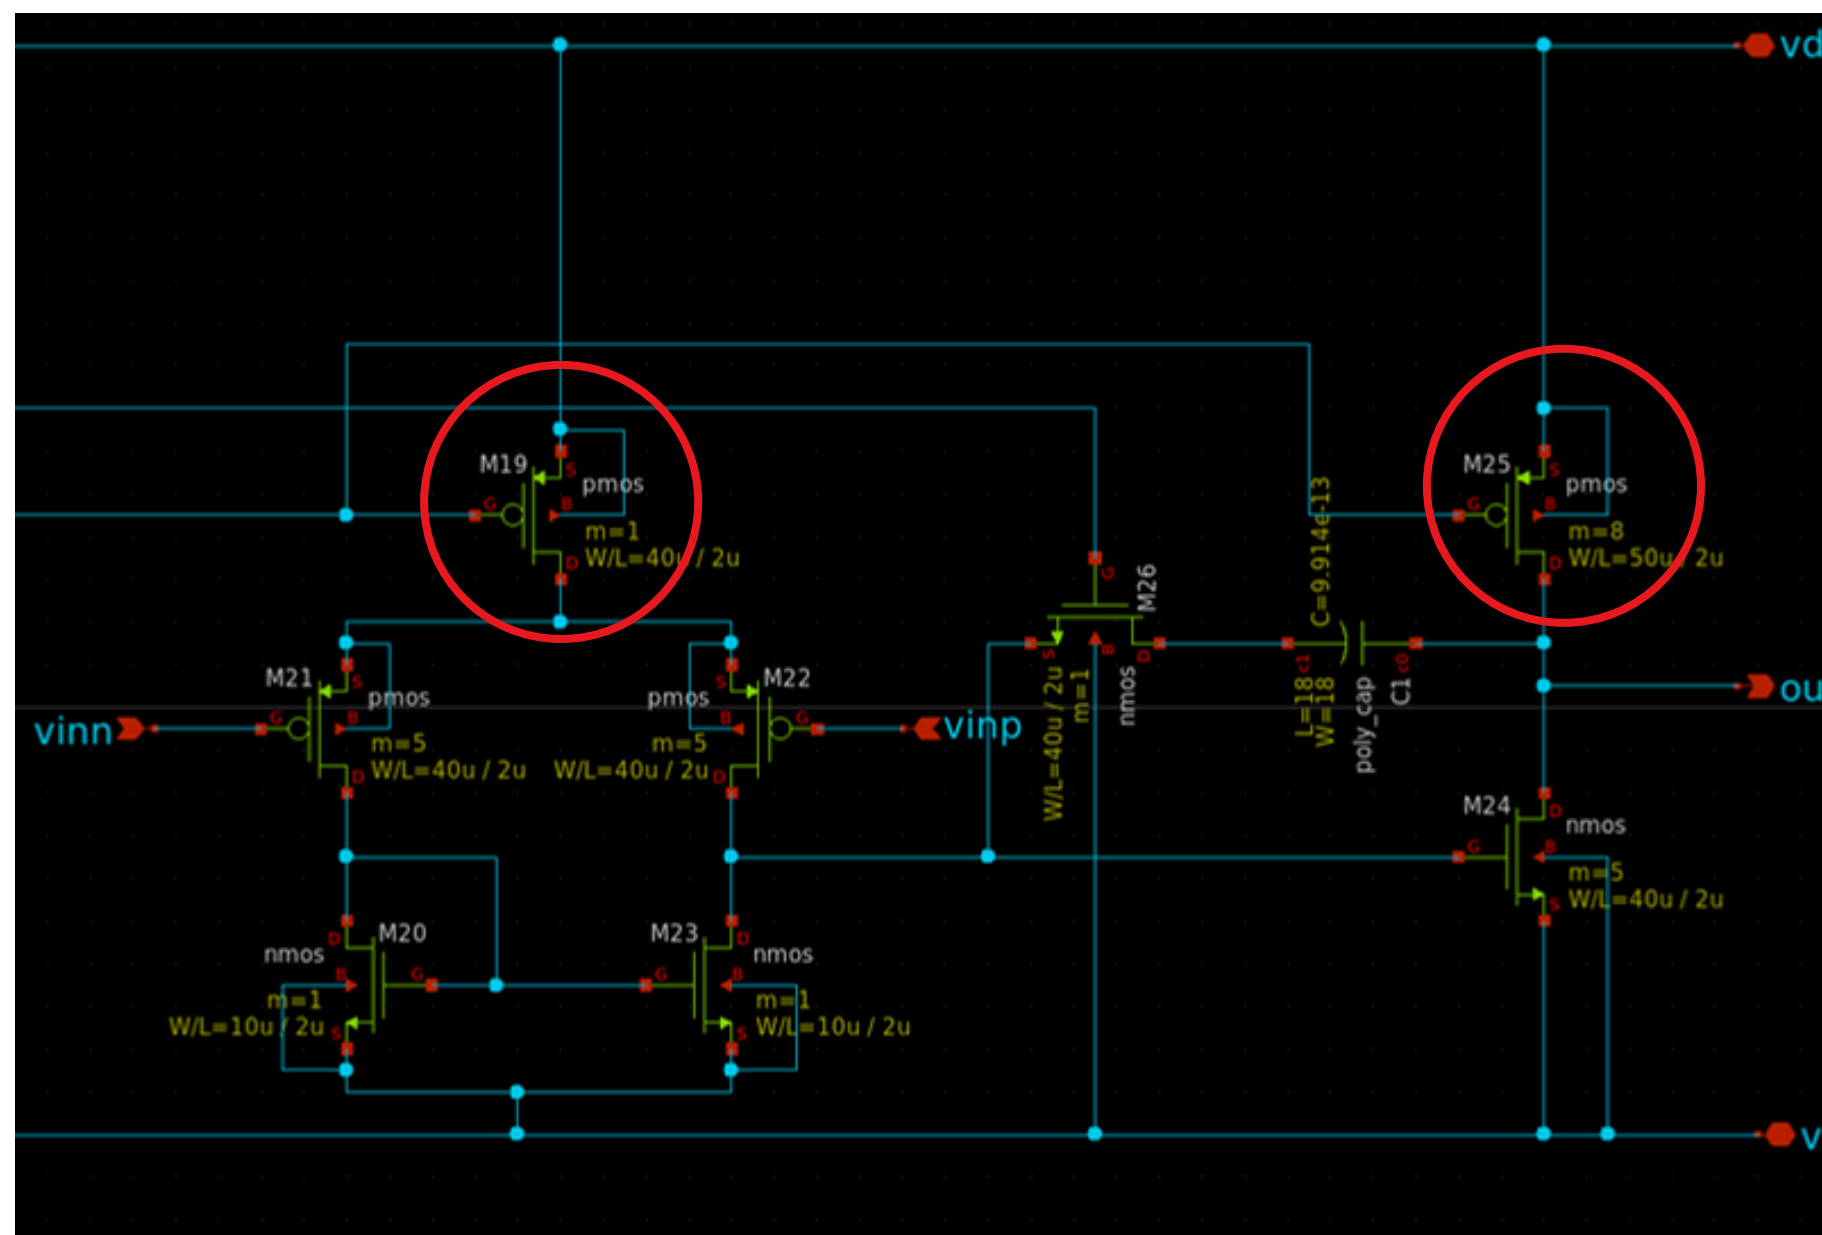 vd
M19
S
pmos
G
B
m=1
W/L=40u / 2u
D
M25
S
pmos
G
B
m=8
W/L=50u / 2u
D
C=9.914e-13
G
M26
S
B
D
W/L=40u / 2u
m=1
nmos
c1
L=18
W=18
poly_cap
C1
c0
ou
vinn
M21
S
pmos
G
B
m=5
W/L=40u / 2u
D
M22
S
pmos
B
G
m=5
W/L=40u / 2u
D
vinp
M24
D
nmos
G
B
m=5
W/L=40u / 2u
S
M20
D
nmos
B
G
m=1
W/L=10u / 2u
S
M23
D
nmos
G
B
m=1
W/L=10u / 2u
S
v